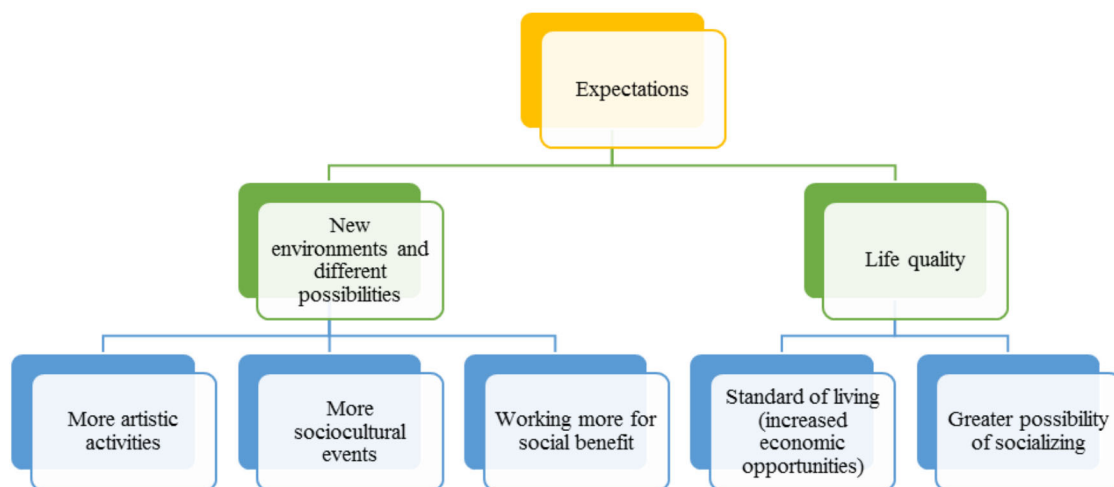 Expectations
New
environments and
different
possibilities
Life quality
More artistic
activities
More
sociocultural
events
Working more for
social benefit
Standard of living
(increased
economic
opportunities)
Greater possibility
of socializing